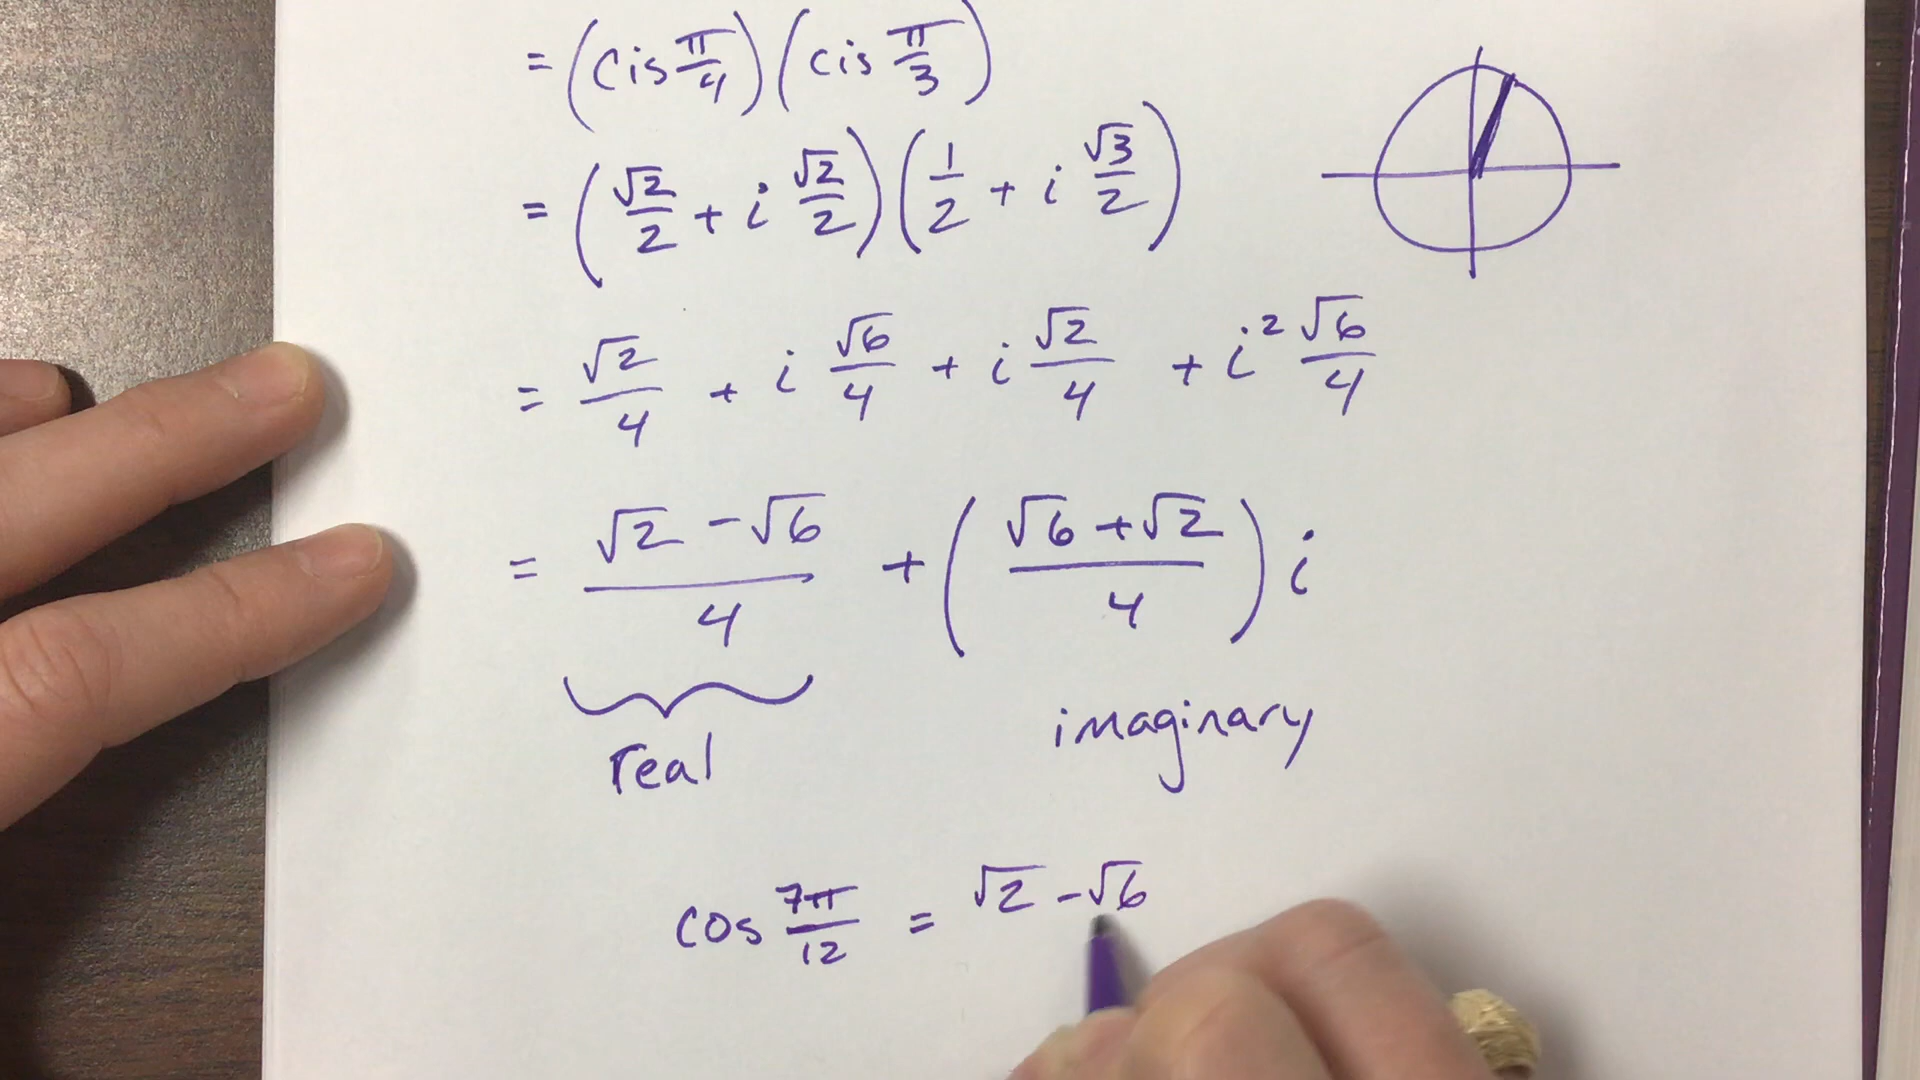 = (cis π/4)(cis π/3)
= (√2/2 + i √2/2)(1/2 + i √3/2)
= √2/4 + i √6/4 + i √2/4 + i² √6/4
= (√2 - √6)/4 + ((√6 + √2)/4) i
real imaginary
cos 7π/12 = √2 - √6